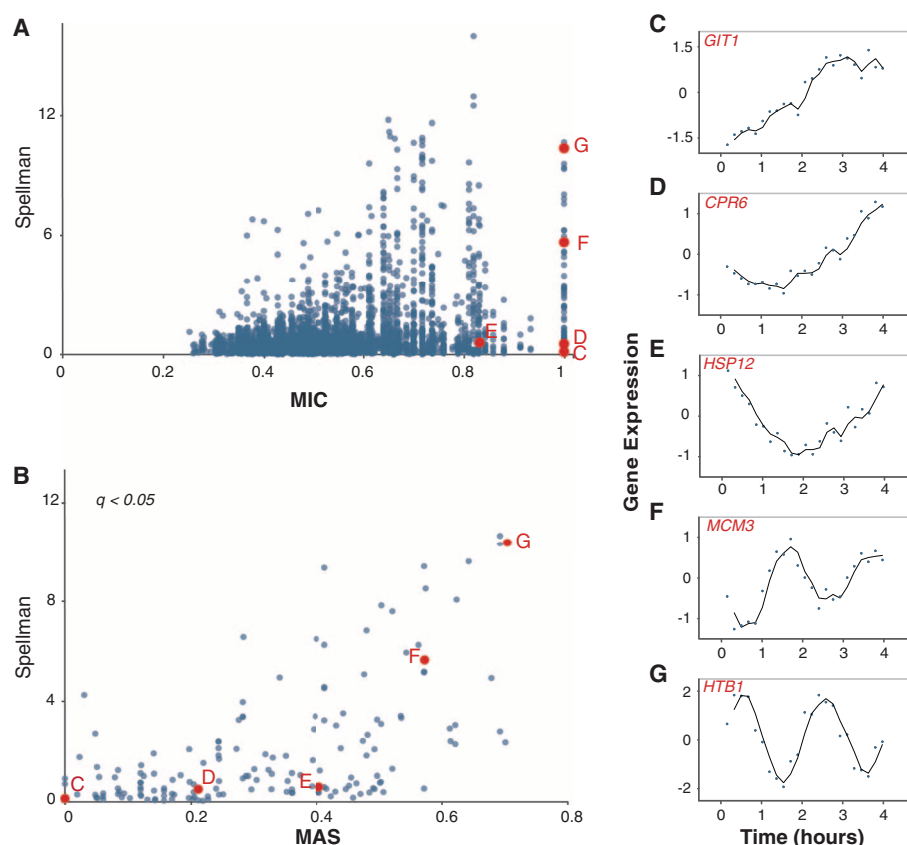 A
Spellman
12
6
0
G
F
E
D
C
0 0.2 0.4 0.6 0.8 1
MIC
B
q < 0.05
Spellman
12
8
4
0
G
F
E
D
C
0 0.2 0.4 0.6 0.8
MAS
Gene Expression
C
GIT1
1.5
0
-1.5
0 1 2 3 4
D
CPR6
1
0
-1
0 1 2 3 4
E
HSP12
1
0
-1
0 1 2 3 4
F
MCM3
1
0
-1
0 1 2 3 4
G
HTB1
2
0
-2
0 1 2 3 4
Time (hours)